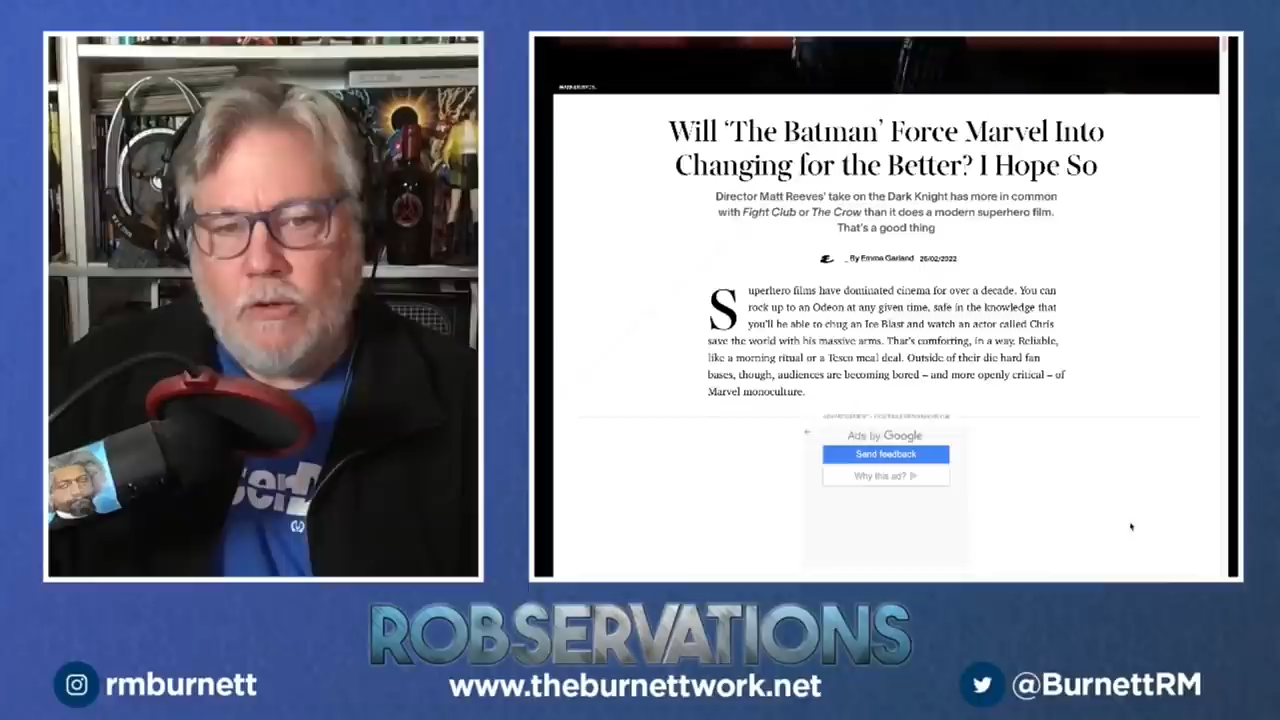 Will ‘The Batman’ Force Marvel Into
Changing for the Better? I Hope So
Director Matt Reeves’ take on the Dark Knight has more in common
with Fight Club or The Crow than it does a modern superhero film.
That’s a good thing
By Emma Garland 26/02/2022
Superhero films have dominated cinema for over a decade. You can
rock up to an Odeon at any given time, safe in the knowledge that
you’ll be able to chug an Ice Blast and watch an actor called Chris
save the world with his massive arms. That’s comforting, in a way. Reliable,
like a morning ritual or a Tesco meal deal. Outside of their die hard fan
bases, though, audiences are becoming bored – and more openly critical – of
Marvel monoculture.
Ads by Google
Send feedback
Why this ad?
ROBSERVATIONS
rmburnett
www.theburnettwork.net
@BurnettRM